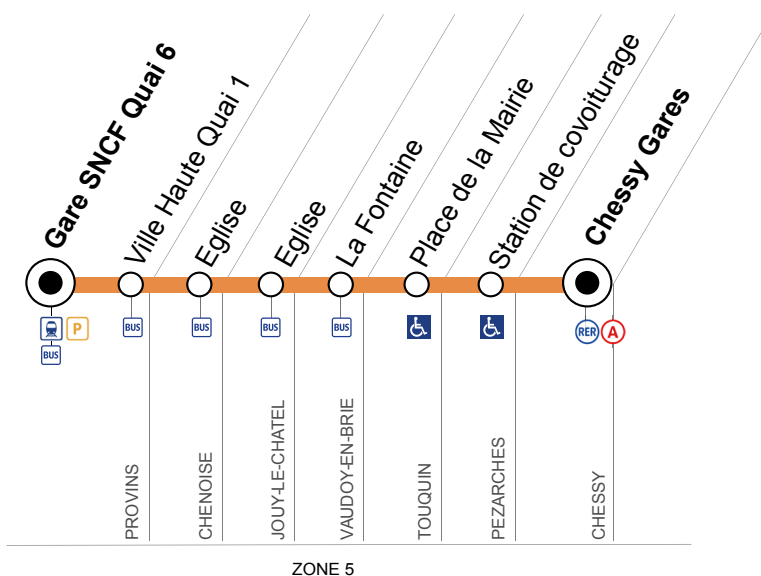 Gare SNCF Quai 6
Ville Haute Quai 1
Eglise
Eglise
La Fontaine
Place de la Mairie
Station de covoiturage
Chessy Gares
P
BUS
BUS
BUS
BUS
BUS
RER
A
PROVINS
CHENOISE
JOUY-LE-CHATEL
VAUDOY-EN-BRIE
TOUQUIN
PEZARCHES
CHESSY
ZONE 5